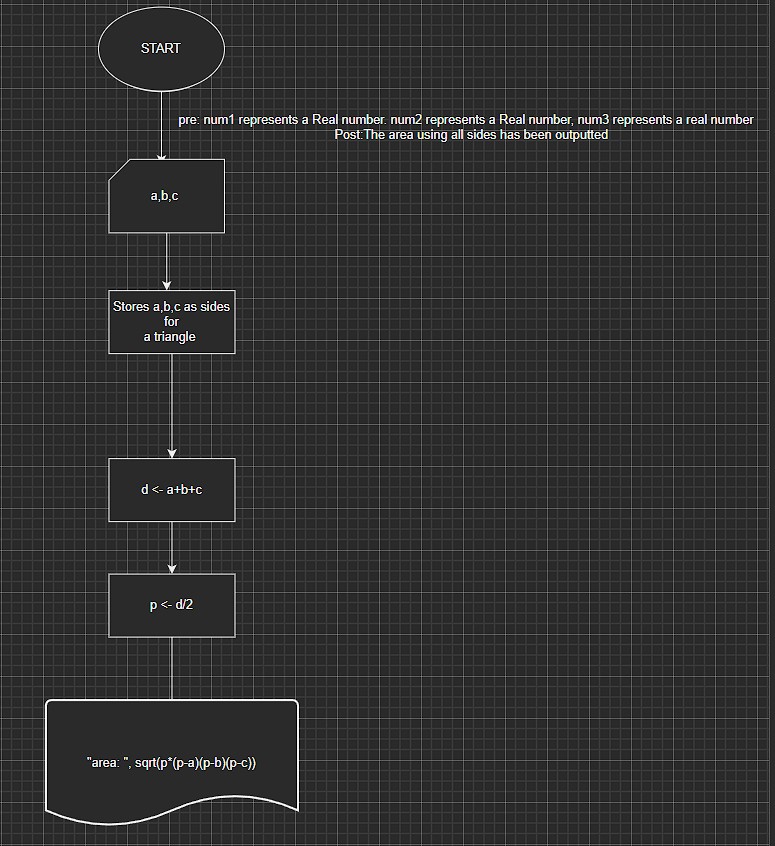 START
pre: num1 represents a Real number. num2 represents a Real number, num3 represents a real number
Post:The area using all sides has been outputted
a,b,c
Stores a,b,c as sides
for
a triangle
d <- a+b+c
p <- d/2
"area: ", sqrt(p*(p-a)(p-b)(p-c))